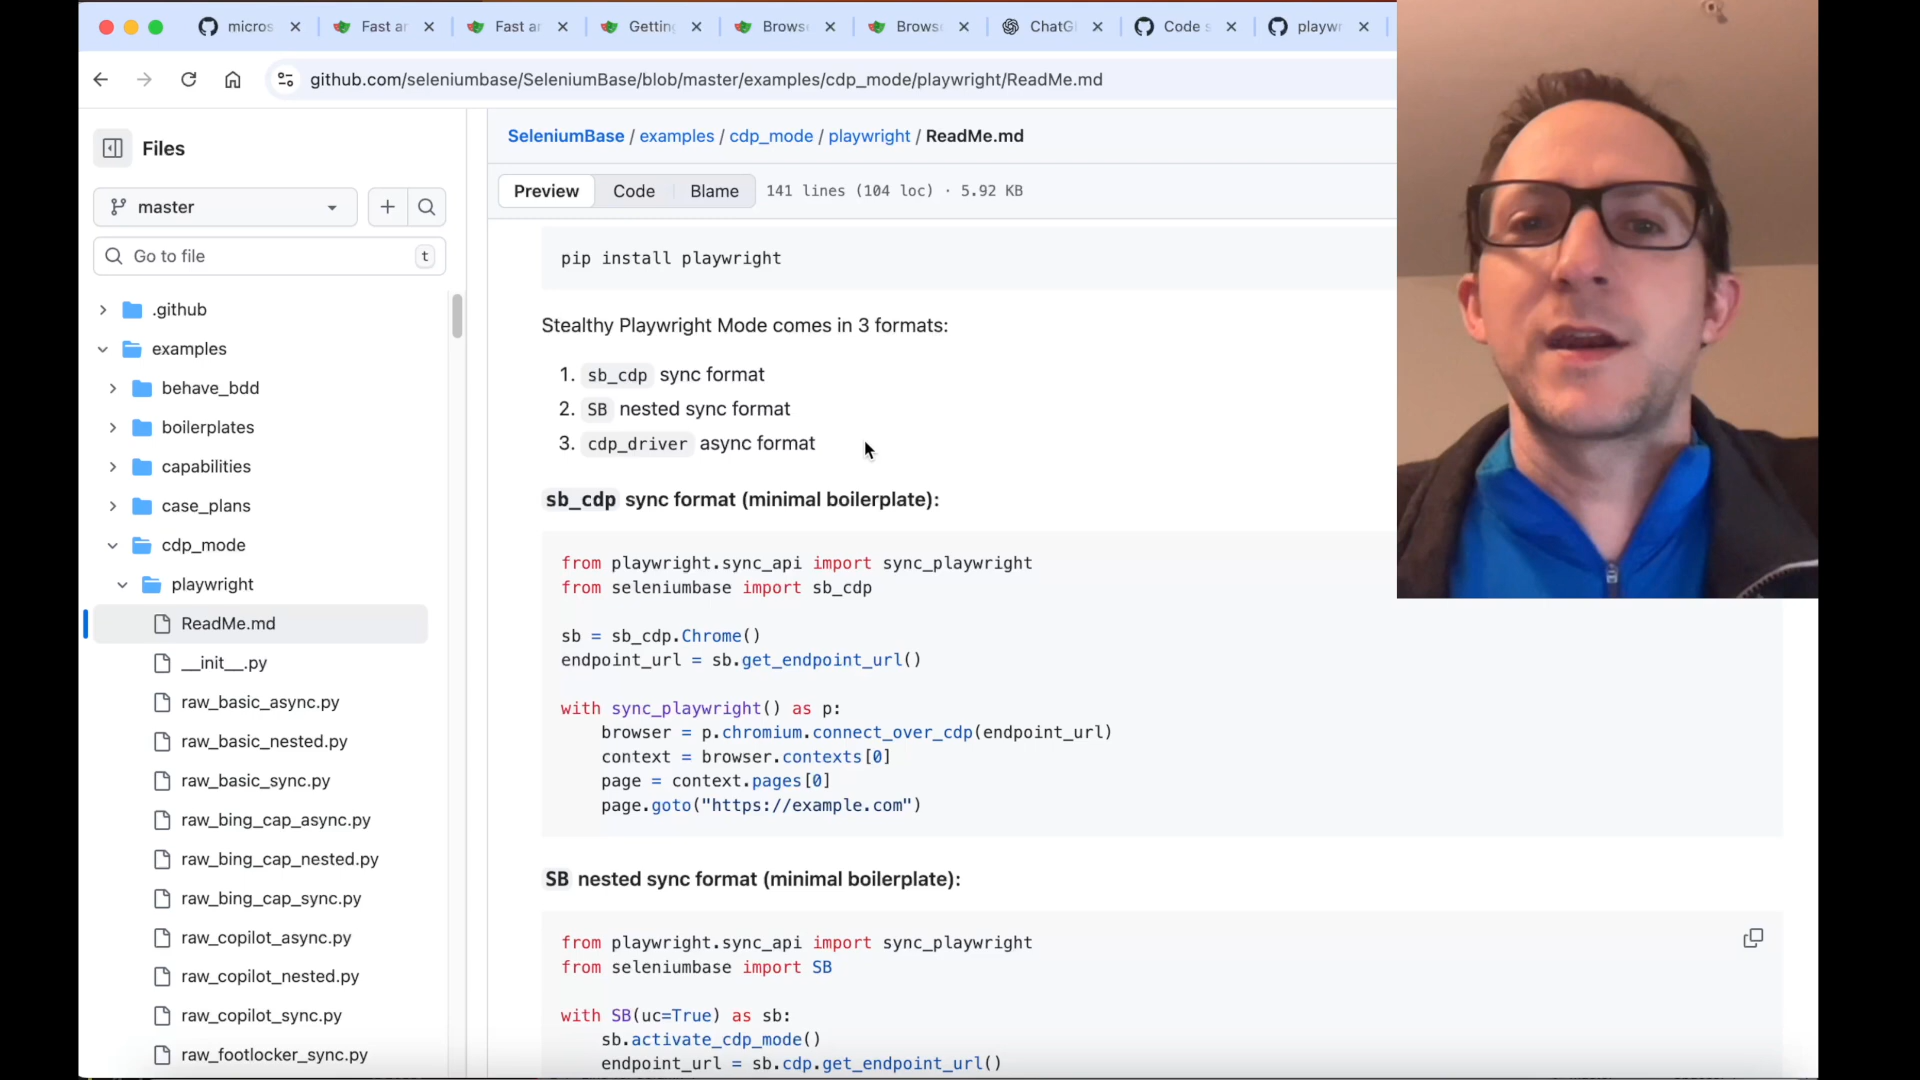 micros
Fast ar
Fast ar
Getting
Brows
Brows
ChatG
Code s
playwr
github.com/seleniumbase/SeleniumBase/blob/master/examples/cdp_mode/playwright/ReadMe.md
Files
master
Go to file
t
.github
examples
behave_bdd
boilerplates
capabilities
case_plans
cdp_mode
playwright
ReadMe.md
__init__.py
raw_basic_async.py
raw_basic_nested.py
raw_basic_sync.py
raw_bing_cap_async.py
raw_bing_cap_nested.py
raw_bing_cap_sync.py
raw_copilot_async.py
raw_copilot_nested.py
raw_copilot_sync.py
raw_footlocker_sync.py
SeleniumBase / examples / cdp_mode / playwright / ReadMe.md
Preview Code Blame 141 lines (104 loc) · 5.92 KB
pip install playwright
Stealthy Playwright Mode comes in 3 formats:
1. sb_cdp sync format
2. SB nested sync format
3. cdp_driver async format
sb_cdp sync format (minimal boilerplate):
from playwright.sync_api import sync_playwright
from seleniumbase import sb_cdp
sb = sb_cdp.Chrome()
endpoint_url = sb.get_endpoint_url()
with sync_playwright() as p:
browser = p.chromium.connect_over_cdp(endpoint_url)
context = browser.contexts[0]
page = context.pages[0]
page.goto("https://example.com")
SB nested sync format (minimal boilerplate):
from playwright.sync_api import sync_playwright
from seleniumbase import SB
with SB(uc=True) as sb:
sb.activate_cdp_mode()
endpoint_url = sb.cdp.get_endpoint_url()